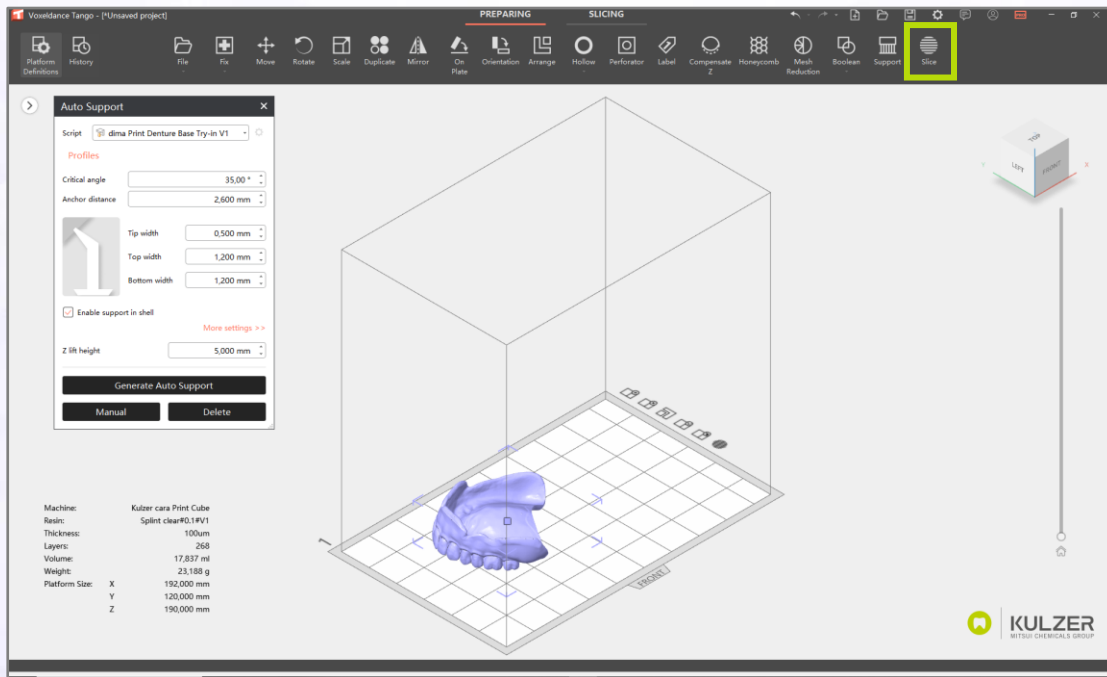 Voxeldance Tango - [*Unsaved project]
PREPARING
SLICING
Platform Definitions
History
File
Fix
Move
Rotate
Scale
Duplicate
Mirror
On Plate
Orientation
Arrange
Hollow
Perforator
Label
Compensate Z
Honeycomb
Mesh Reduction
Boolean
Support
Slice
Auto Support
Script dima Print Denture Base Try-in V1
Profiles
Critical angle 35,00 °
Anchor distance 2,600 mm
Tip width 0,500 mm
Top width 1,200 mm
Bottom width 1,200 mm
Enable support in shell
More settings >>
Z lift height 5,000 mm
Generate Auto Support
Manual
Delete
TOP
LEFT
FRONT
Y
X
1
FRONT
Machine: Kulzer cara Print Cube
Resin: Splint clear#0.1#V1
Thickness: 100um
Layers: 268
Volume: 17,837 ml
Weight: 23,188 g
Platform Size: X 192,000 mm
Y 120,000 mm
Z 190,000 mm
KULZER
MITSUI CHEMICALS GROUP